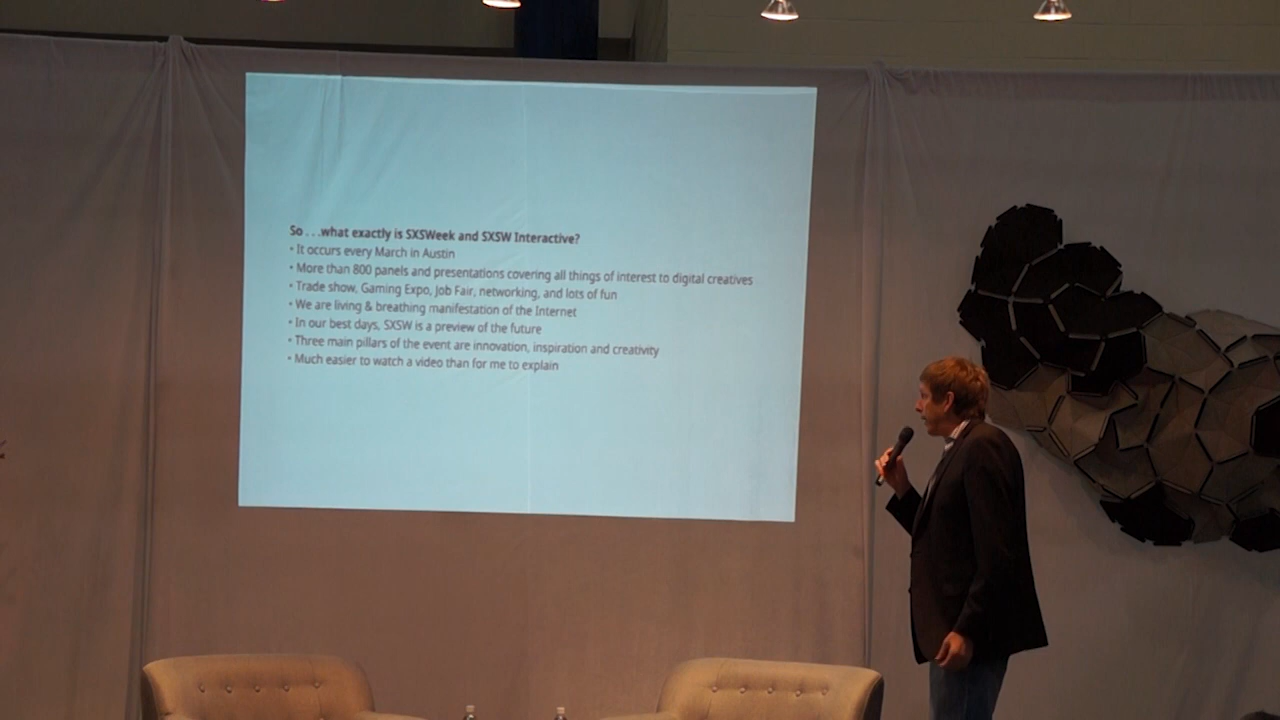 So . . .what exactly is SXSWeek and SXSW Interactive?
• It occurs every March in Austin
• More than 800 panels and presentations covering all things of interest to digital creatives
• Trade show, Gaming Expo, Job Fair, networking, and lots of fun
• We are living & breathing manifestation of the Internet
• In our best days, SXSW is a preview of the future
• Three main pillars of the event are innovation, inspiration and creativity
• Much easier to watch a video than for me to explain